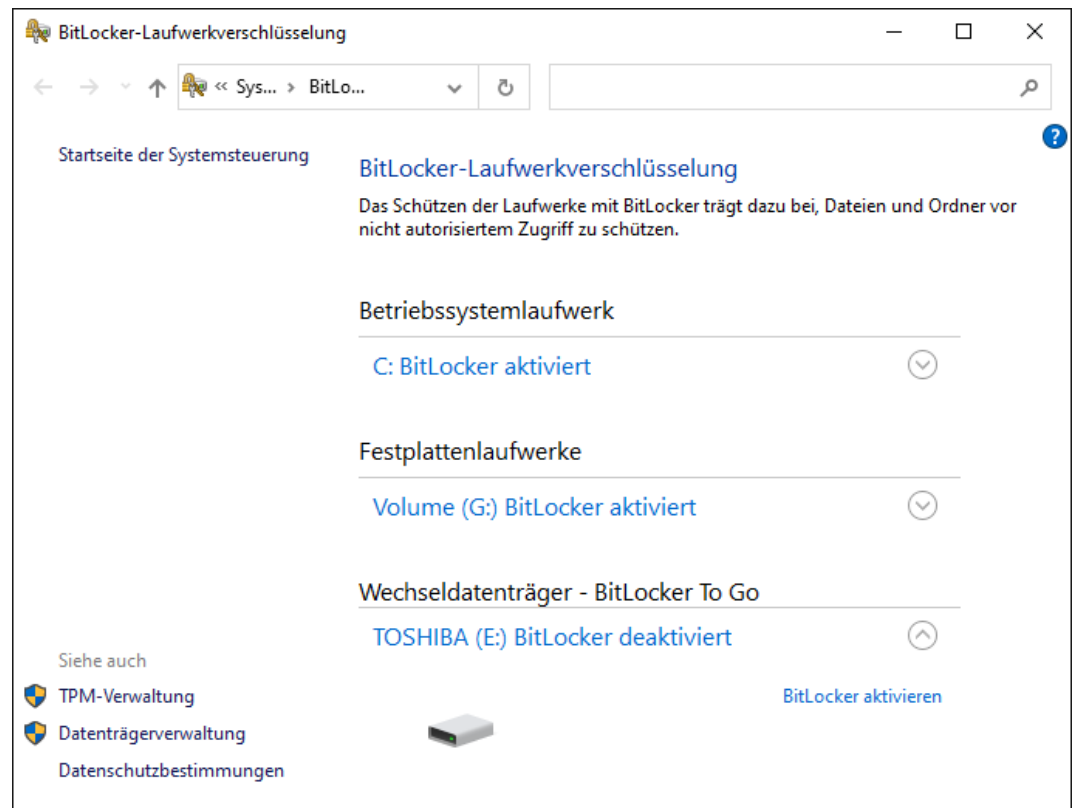 BitLocker-Laufwerkverschlüsselung
« Sys... › BitLo...
Startseite der Systemsteuerung
?
BitLocker-Laufwerkverschlüsselung
Das Schützen der Laufwerke mit BitLocker trägt dazu bei, Dateien und Ordner vor
nicht autorisiertem Zugriff zu schützen.
Betriebssystemlaufwerk
C: BitLocker aktiviert
Festplattenlaufwerke
Volume (G:) BitLocker aktiviert
Wechseldatenträger - BitLocker To Go
TOSHIBA (E:) BitLocker deaktiviert
BitLocker aktivieren
Siehe auch
TPM-Verwaltung
Datenträgerverwaltung
Datenschutzbestimmungen